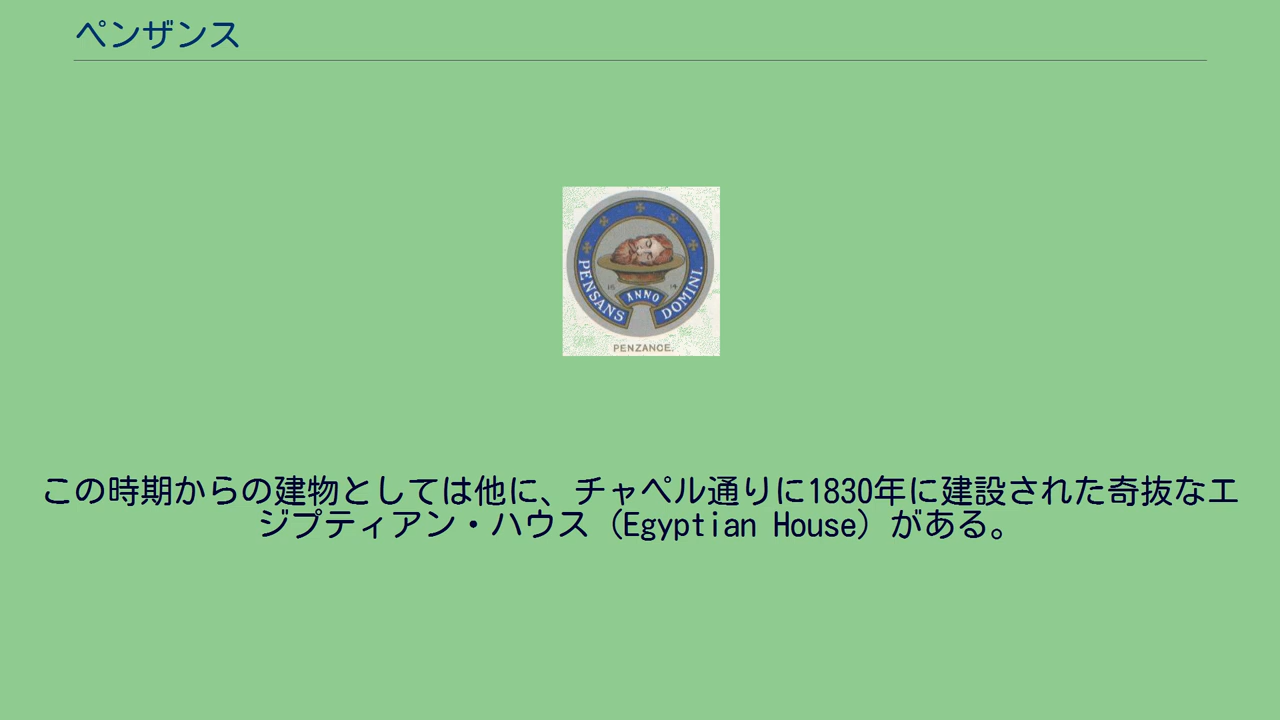 ペンザンス
PENSANS ANNO DOMINI.
PENZANCE.
この時期からの建物としては他に、チャペル通りに1830年に建設された奇抜なエ
ジプティアン・ハウス（Egyptian House）がある。